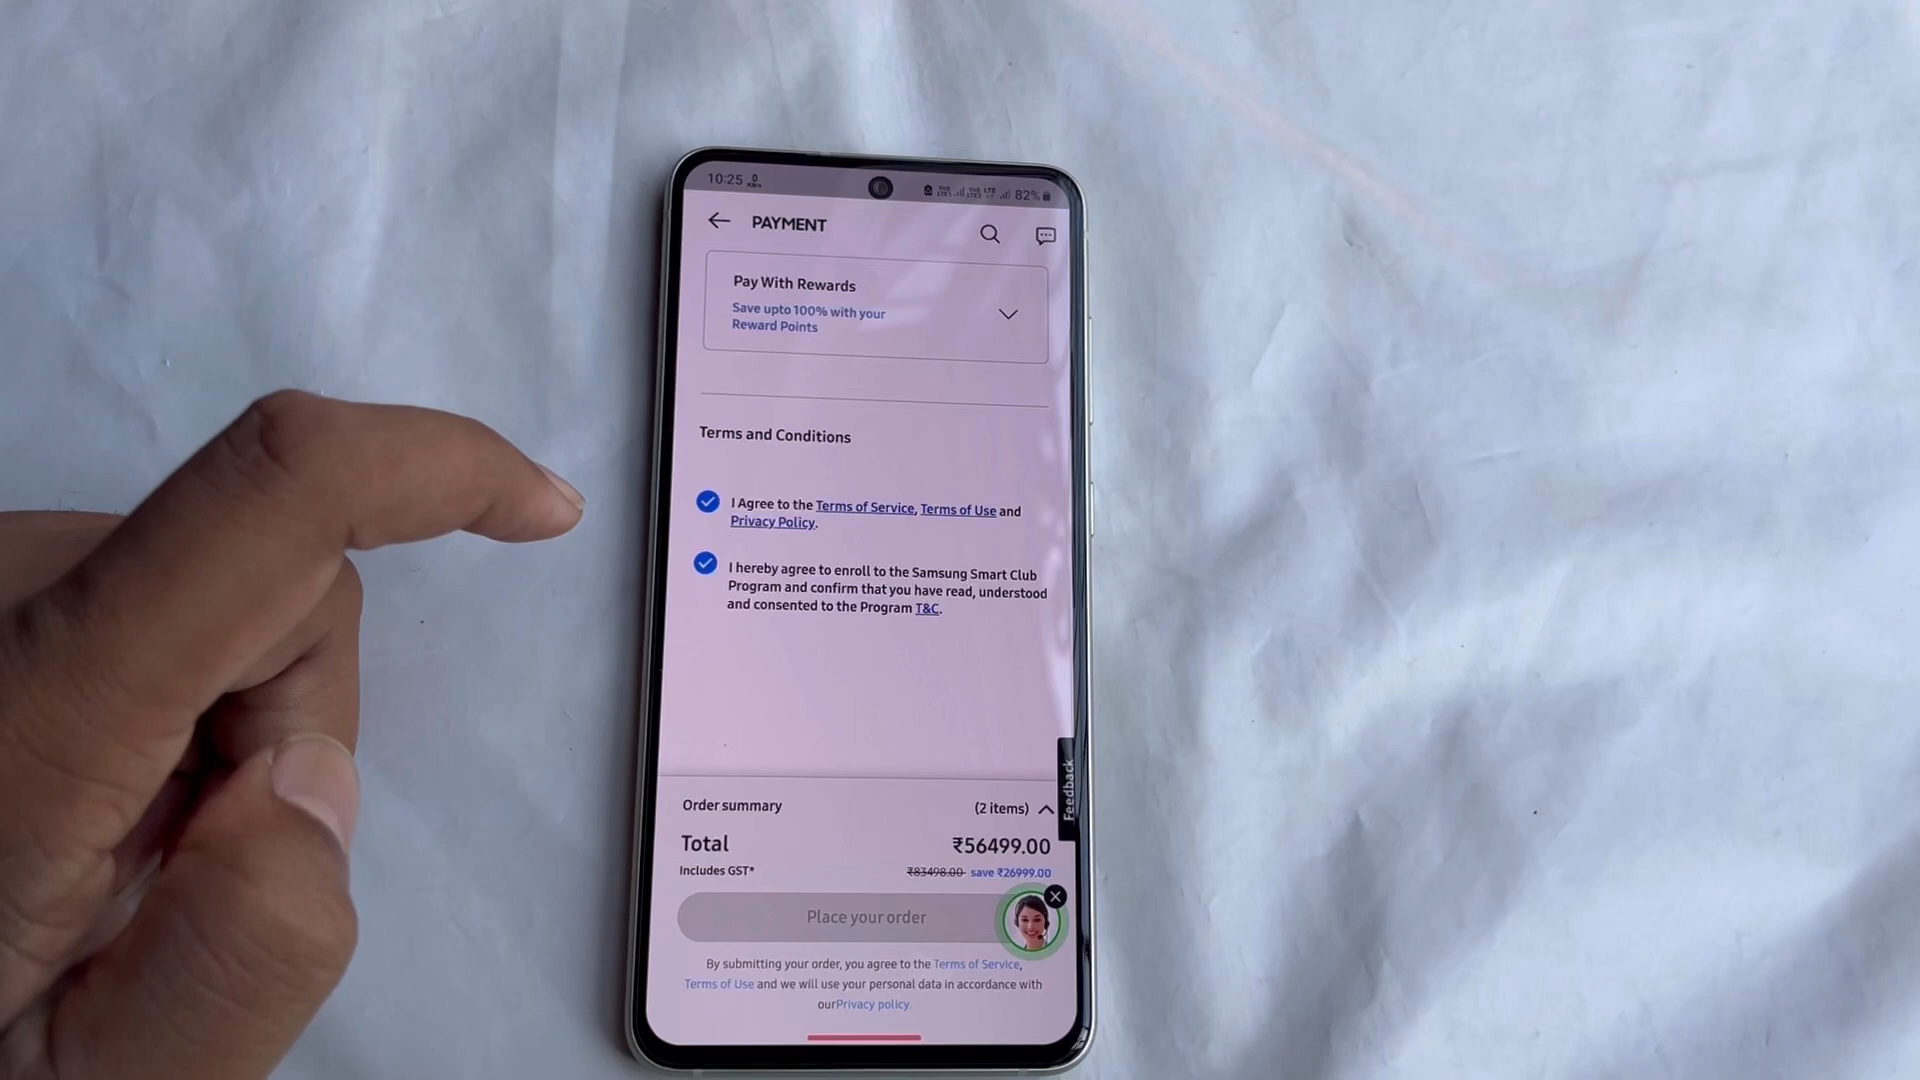 10:25 0
KB/s
82%
PAYMENT
Pay With Rewards
Save upto 100% with your
Reward Points
Terms and Conditions
I Agree to the Terms of Service, Terms of Use and
Privacy Policy.
I hereby agree to enroll to the Samsung Smart Club
Program and confirm that you have read, understood
and consented to the Program T&C.
Feedback
Order summary (2 items)
Total ₹56499.00
Includes GST* ₹83498.00 save ₹26999.00
Place your order
By submitting your order, you agree to the Terms of Service,
Terms of Use and we will use your personal data in accordance with
ourPrivacy policy.